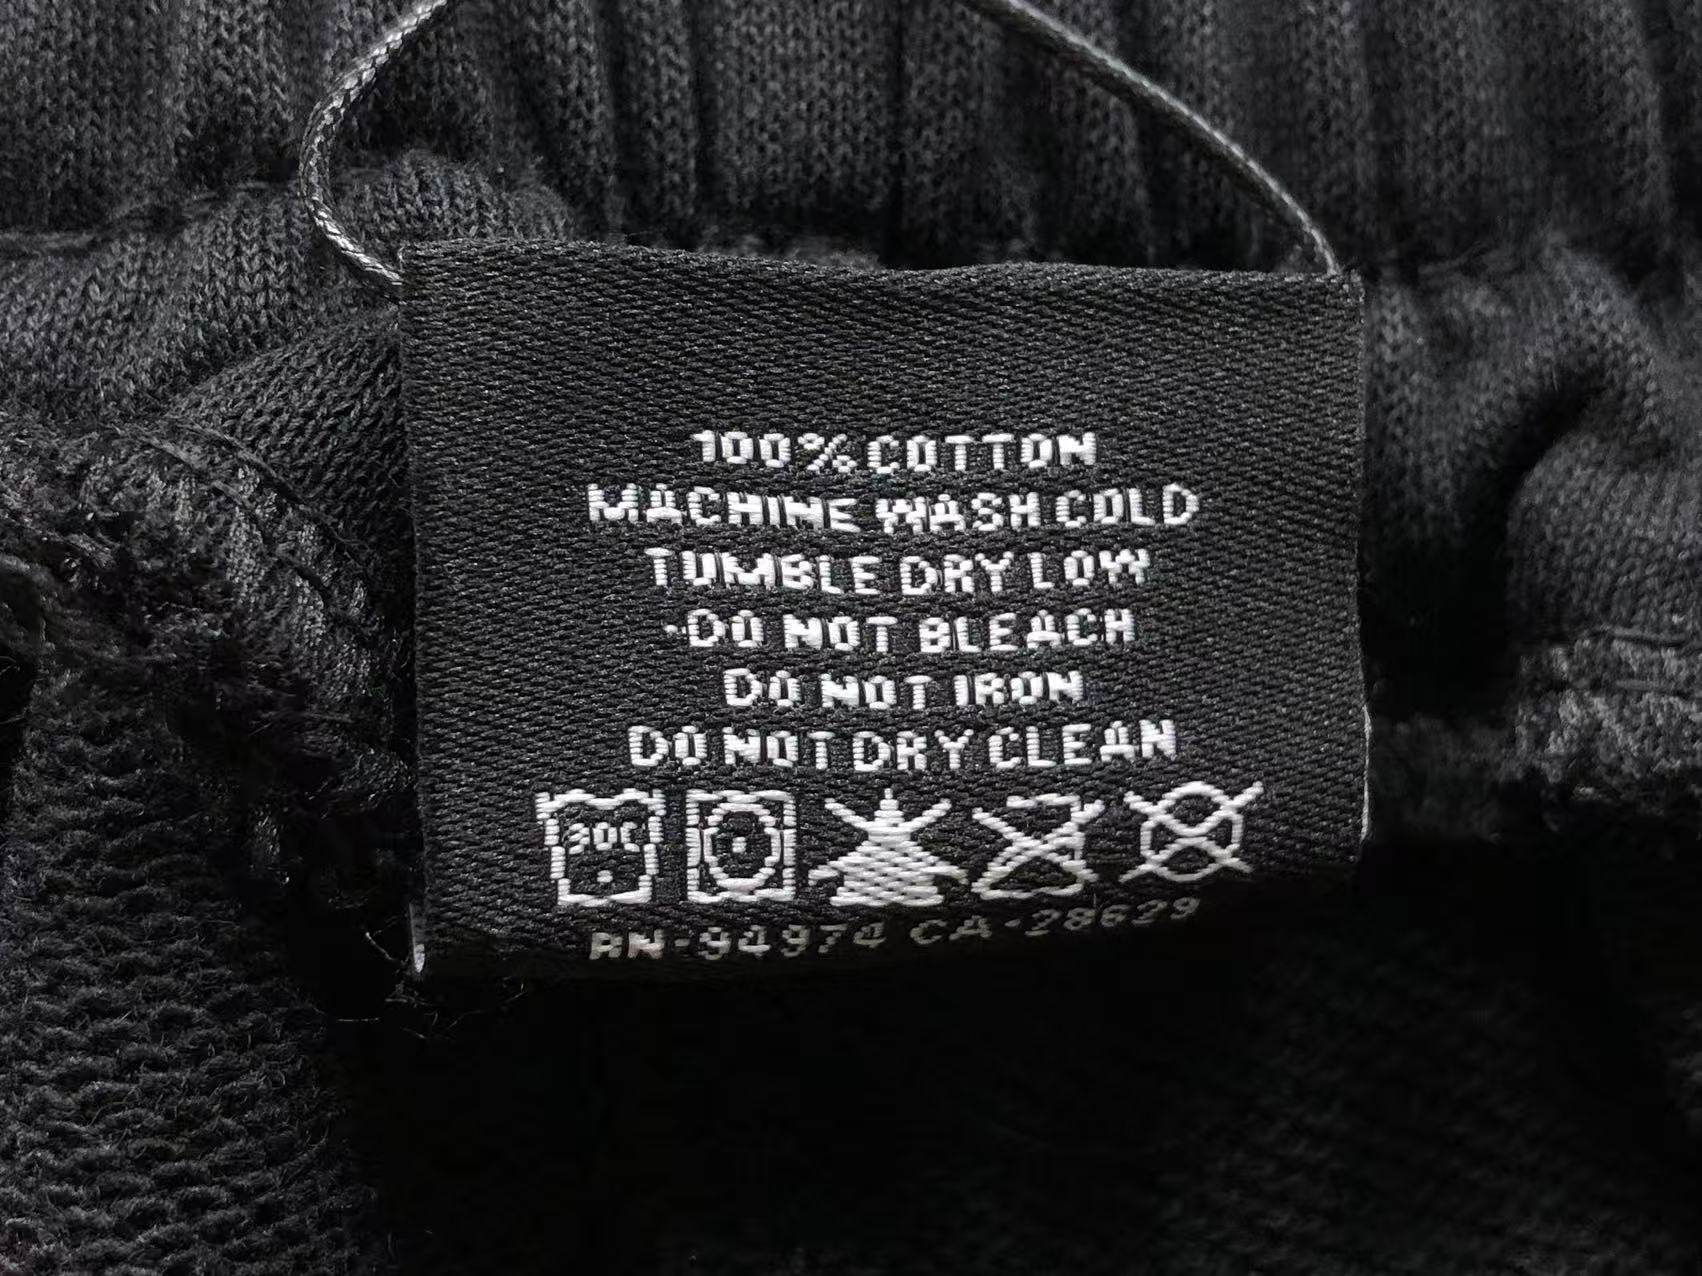 100% COTTON
MACHINE WASH COLD
TUMBLE DRY LOW
-DO NOT BLEACH
DO NOT IRON
DO NOT DRY CLEAN
30C
RN-94974 CA-28629